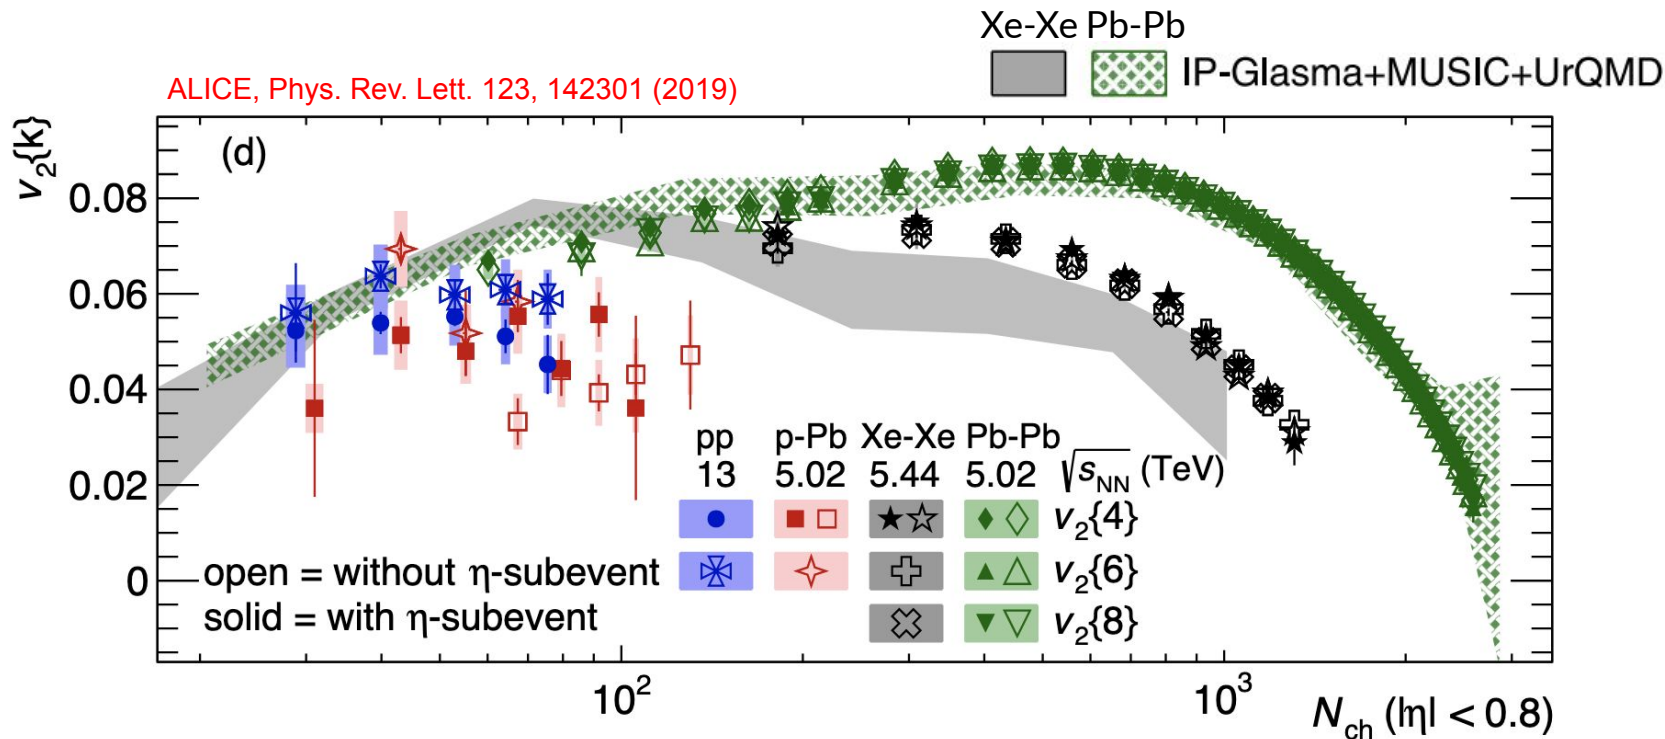 Xe-Xe Pb-Pb
IP-Glasma+MUSIC+UrQMD
ALICE, Phys. Rev. Lett. 123, 142301 (2019)
v₂{k}
(d)
0.08
0.06
0.04
0.02
0
pp p-Pb Xe-Xe Pb-Pb
13 5.02 5.44 5.02 √sNN (TeV)
v₂{4}
open = without η-subevent v₂{6}
solid = with η-subevent v₂{8}
10² 10³
Nch (|η| < 0.8)